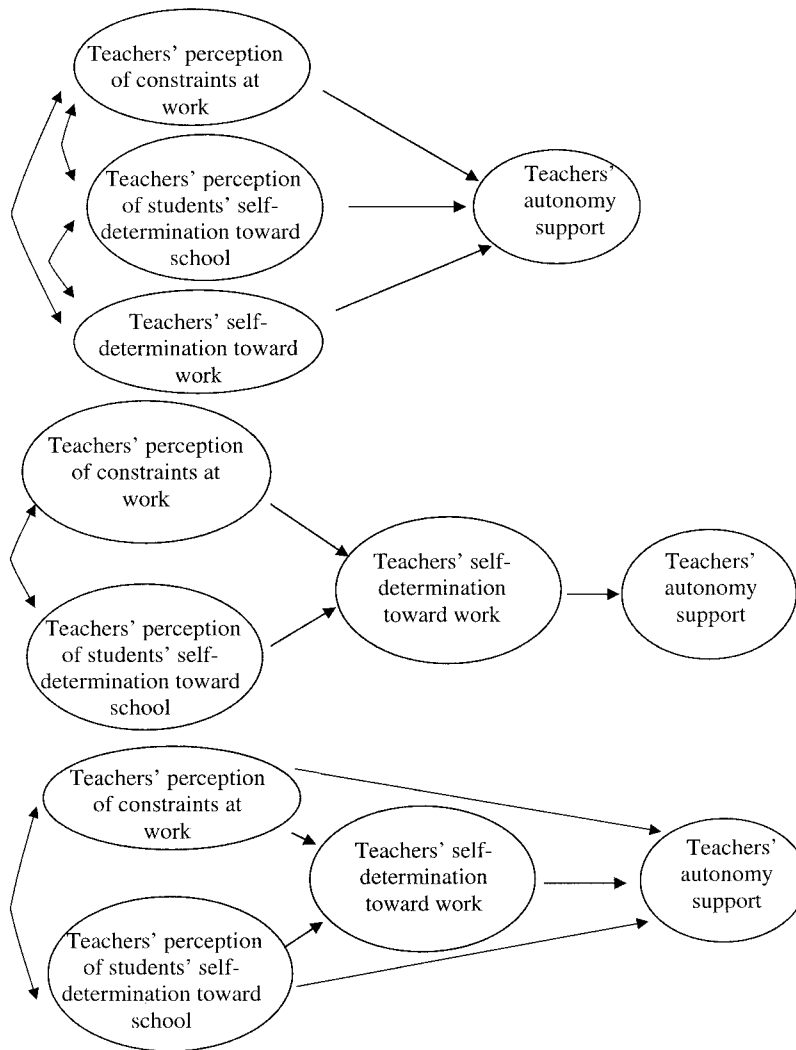 Teachers’ perception
of constraints at
work
Teachers’ perception
of students’ self-
determination toward
school
Teachers’ self-
determination toward
work
Teachers’
autonomy
support
Teachers’ perception
of constraints at
work
Teachers’ perception
of students’ self-
determination toward
school
Teachers’ self-
determination
toward work
Teachers’
autonomy
support
Teachers’ perception
of constraints at
work
Teachers’ perception
of students’ self-
determination toward
school
Teachers’ self-
determination
toward work
Teachers’
autonomy
support